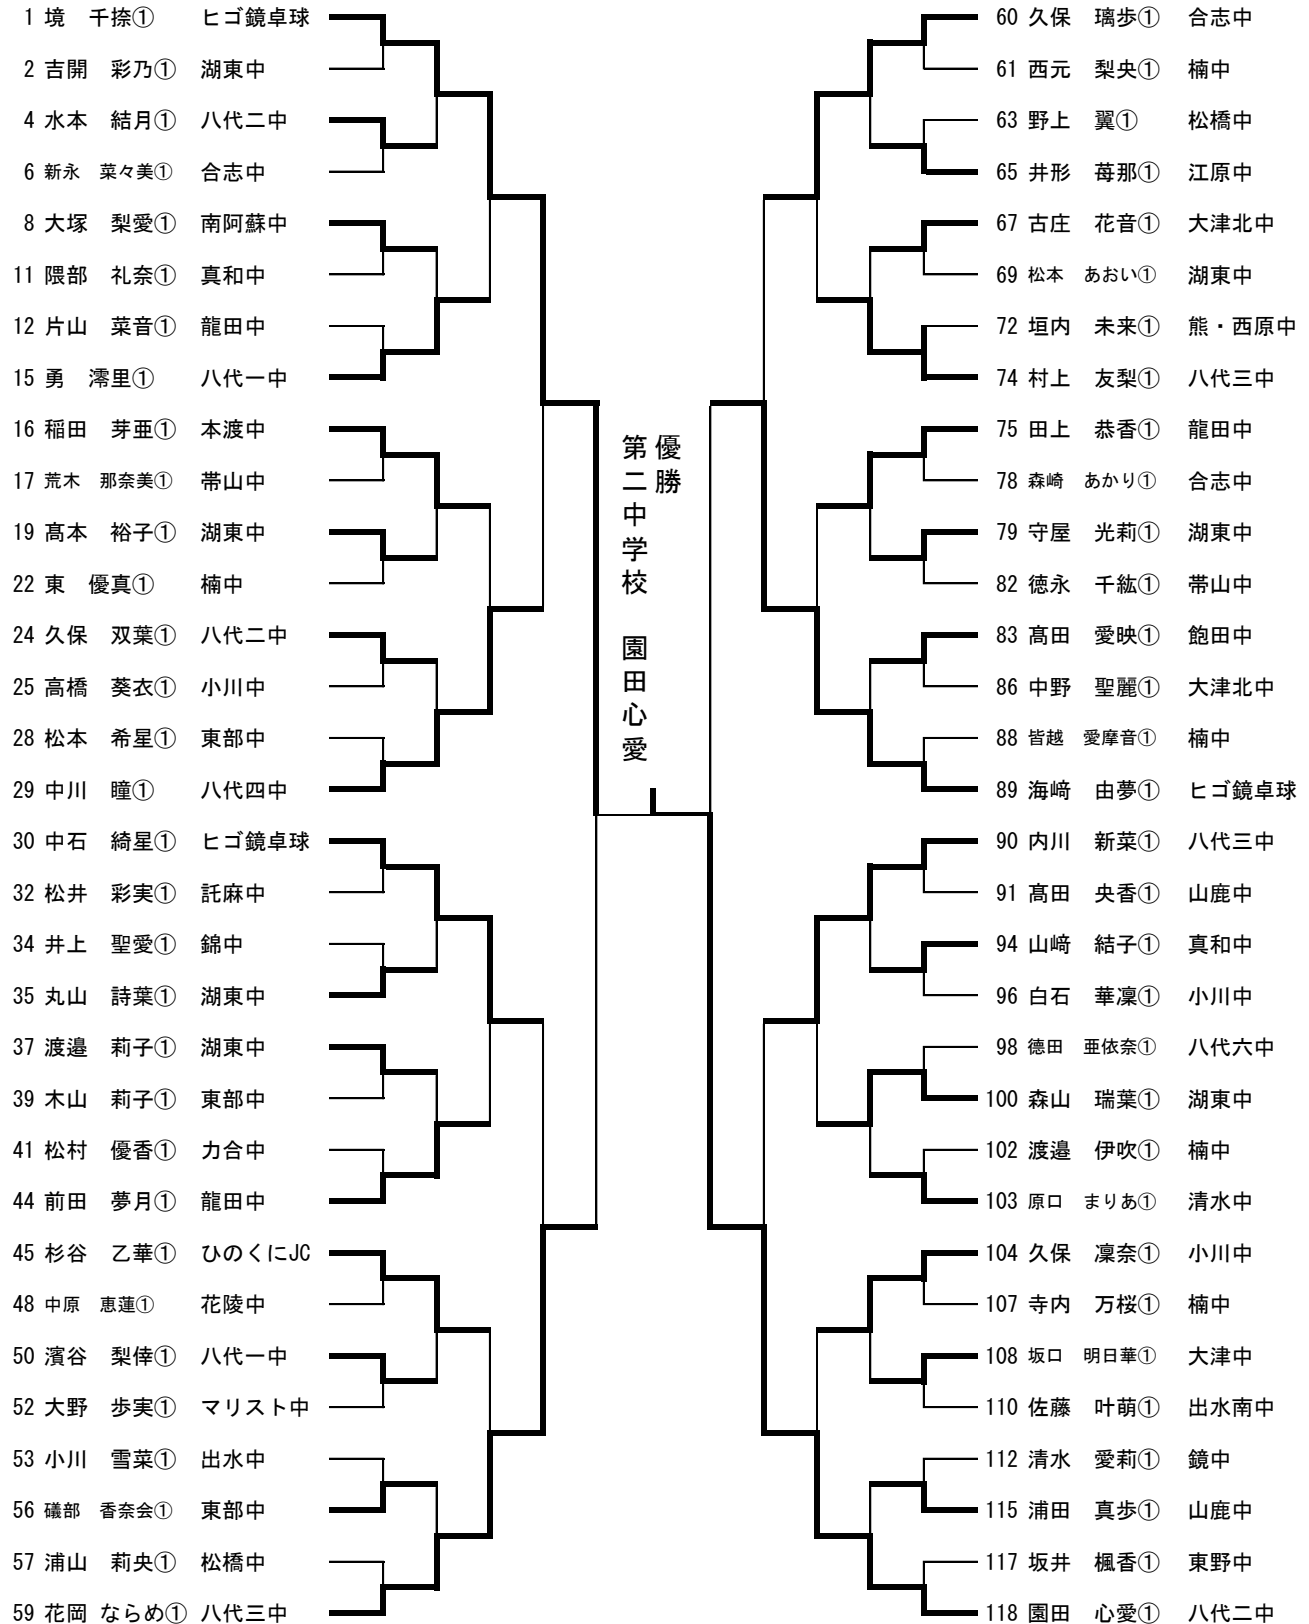 1 境　千捺① ヒゴ鏡卓球
2 吉開　彩乃① 湖東中
4 水本　結月① 八代二中
6 新永　菜々美① 合志中
8 大塚　梨愛① 南阿蘇中
11 隈部　礼奈① 真和中
12 片山　菜音① 龍田中
15 勇　澪里① 八代一中
16 稲田　芽亜① 本渡中
17 荒木　那奈美① 帯山中
19 髙本　裕子① 湖東中
22 東　優真① 楠中
24 久保　双葉① 八代二中
25 高橋　葵衣① 小川中
28 松本　希星① 東部中
29 中川　瞳① 八代四中
30 中石　綺星① ヒゴ鏡卓球
32 松井　彩実① 託麻中
34 井上　聖愛① 錦中
35 丸山　詩葉① 湖東中
37 渡邉　莉子① 湖東中
39 木山　莉子① 東部中
41 松村　優香① 力合中
44 前田　夢月① 龍田中
45 杉谷　乙華① ひのくにJC
48 中原　恵蓮① 花陵中
50 濱谷　梨倖① 八代一中
52 大野　歩実① マリスト中
53 小川　雪菜① 出水中
56 磯部　香奈会① 東部中
57 浦山　莉央① 松橋中
59 花岡 ならめ① 八代三中
優勝
第二中学校　園田心愛
60 久保　璃歩① 合志中
61 西元　梨央① 楠中
63 野上　翼① 松橋中
65 井形　苺那① 江原中
67 古庄　花音① 大津北中
69 松本　あおい① 湖東中
72 垣内　未来① 熊・西原中
74 村上　友梨① 八代三中
75 田上　恭香① 龍田中
78 森崎　あかり① 合志中
79 守屋　光莉① 湖東中
82 徳永　千紘① 帯山中
83 髙田　愛映① 飽田中
86 中野　聖麗① 大津北中
88 皆越　愛摩音① 楠中
89 海﨑　由夢① ヒゴ鏡卓球
90 内川　新菜① 八代三中
91 髙田　央香① 山鹿中
94 山﨑　結子① 真和中
96 白石　華凜① 小川中
98 德田　亜依奈① 八代六中
100 森山　瑞葉① 湖東中
102 渡邉　伊吹① 楠中
103 原口　まりあ① 清水中
104 久保　凜奈① 小川中
107 寺内　万桜① 楠中
108 坂口　明日華① 大津中
110 佐藤　叶萌① 出水南中
112 清水　愛莉① 鏡中
115 浦田　真歩① 山鹿中
117 坂井　楓香① 東野中
118 園田　心愛① 八代二中